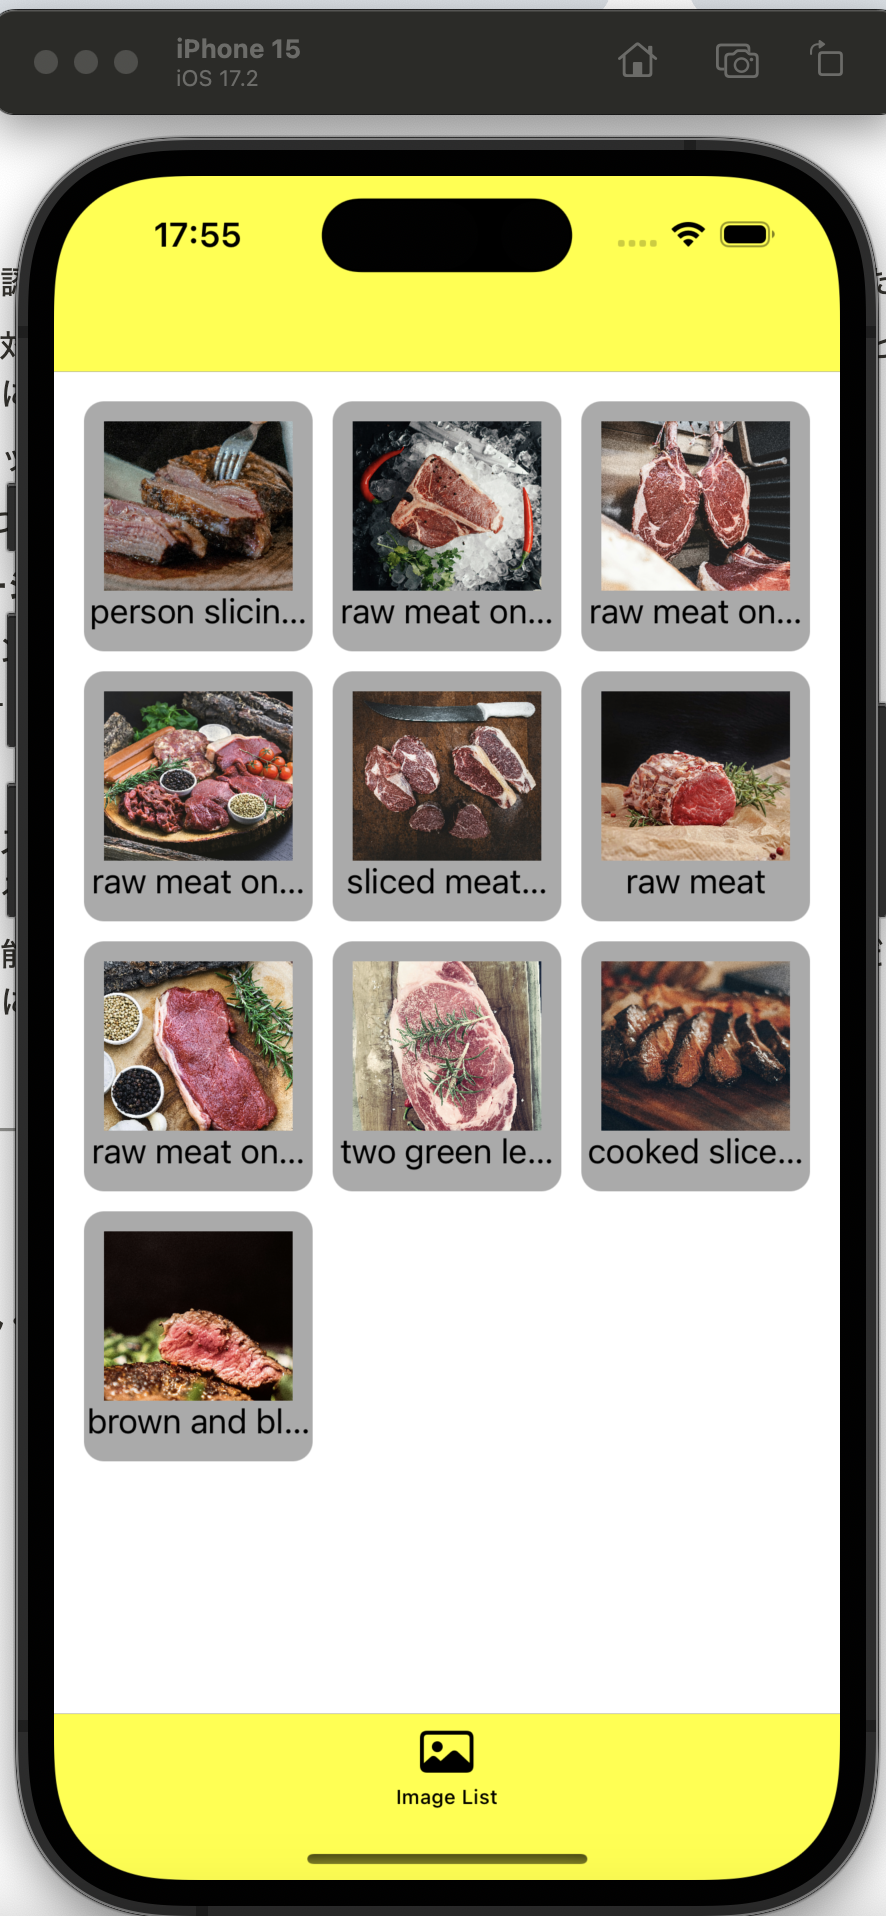 iPhone 15
iOS 17.2
17:55
person slicin...
raw meat on...
raw meat on...
raw meat on...
sliced meat...
raw meat
raw meat on...
two green le...
cooked slice...
brown and bl...
Image List